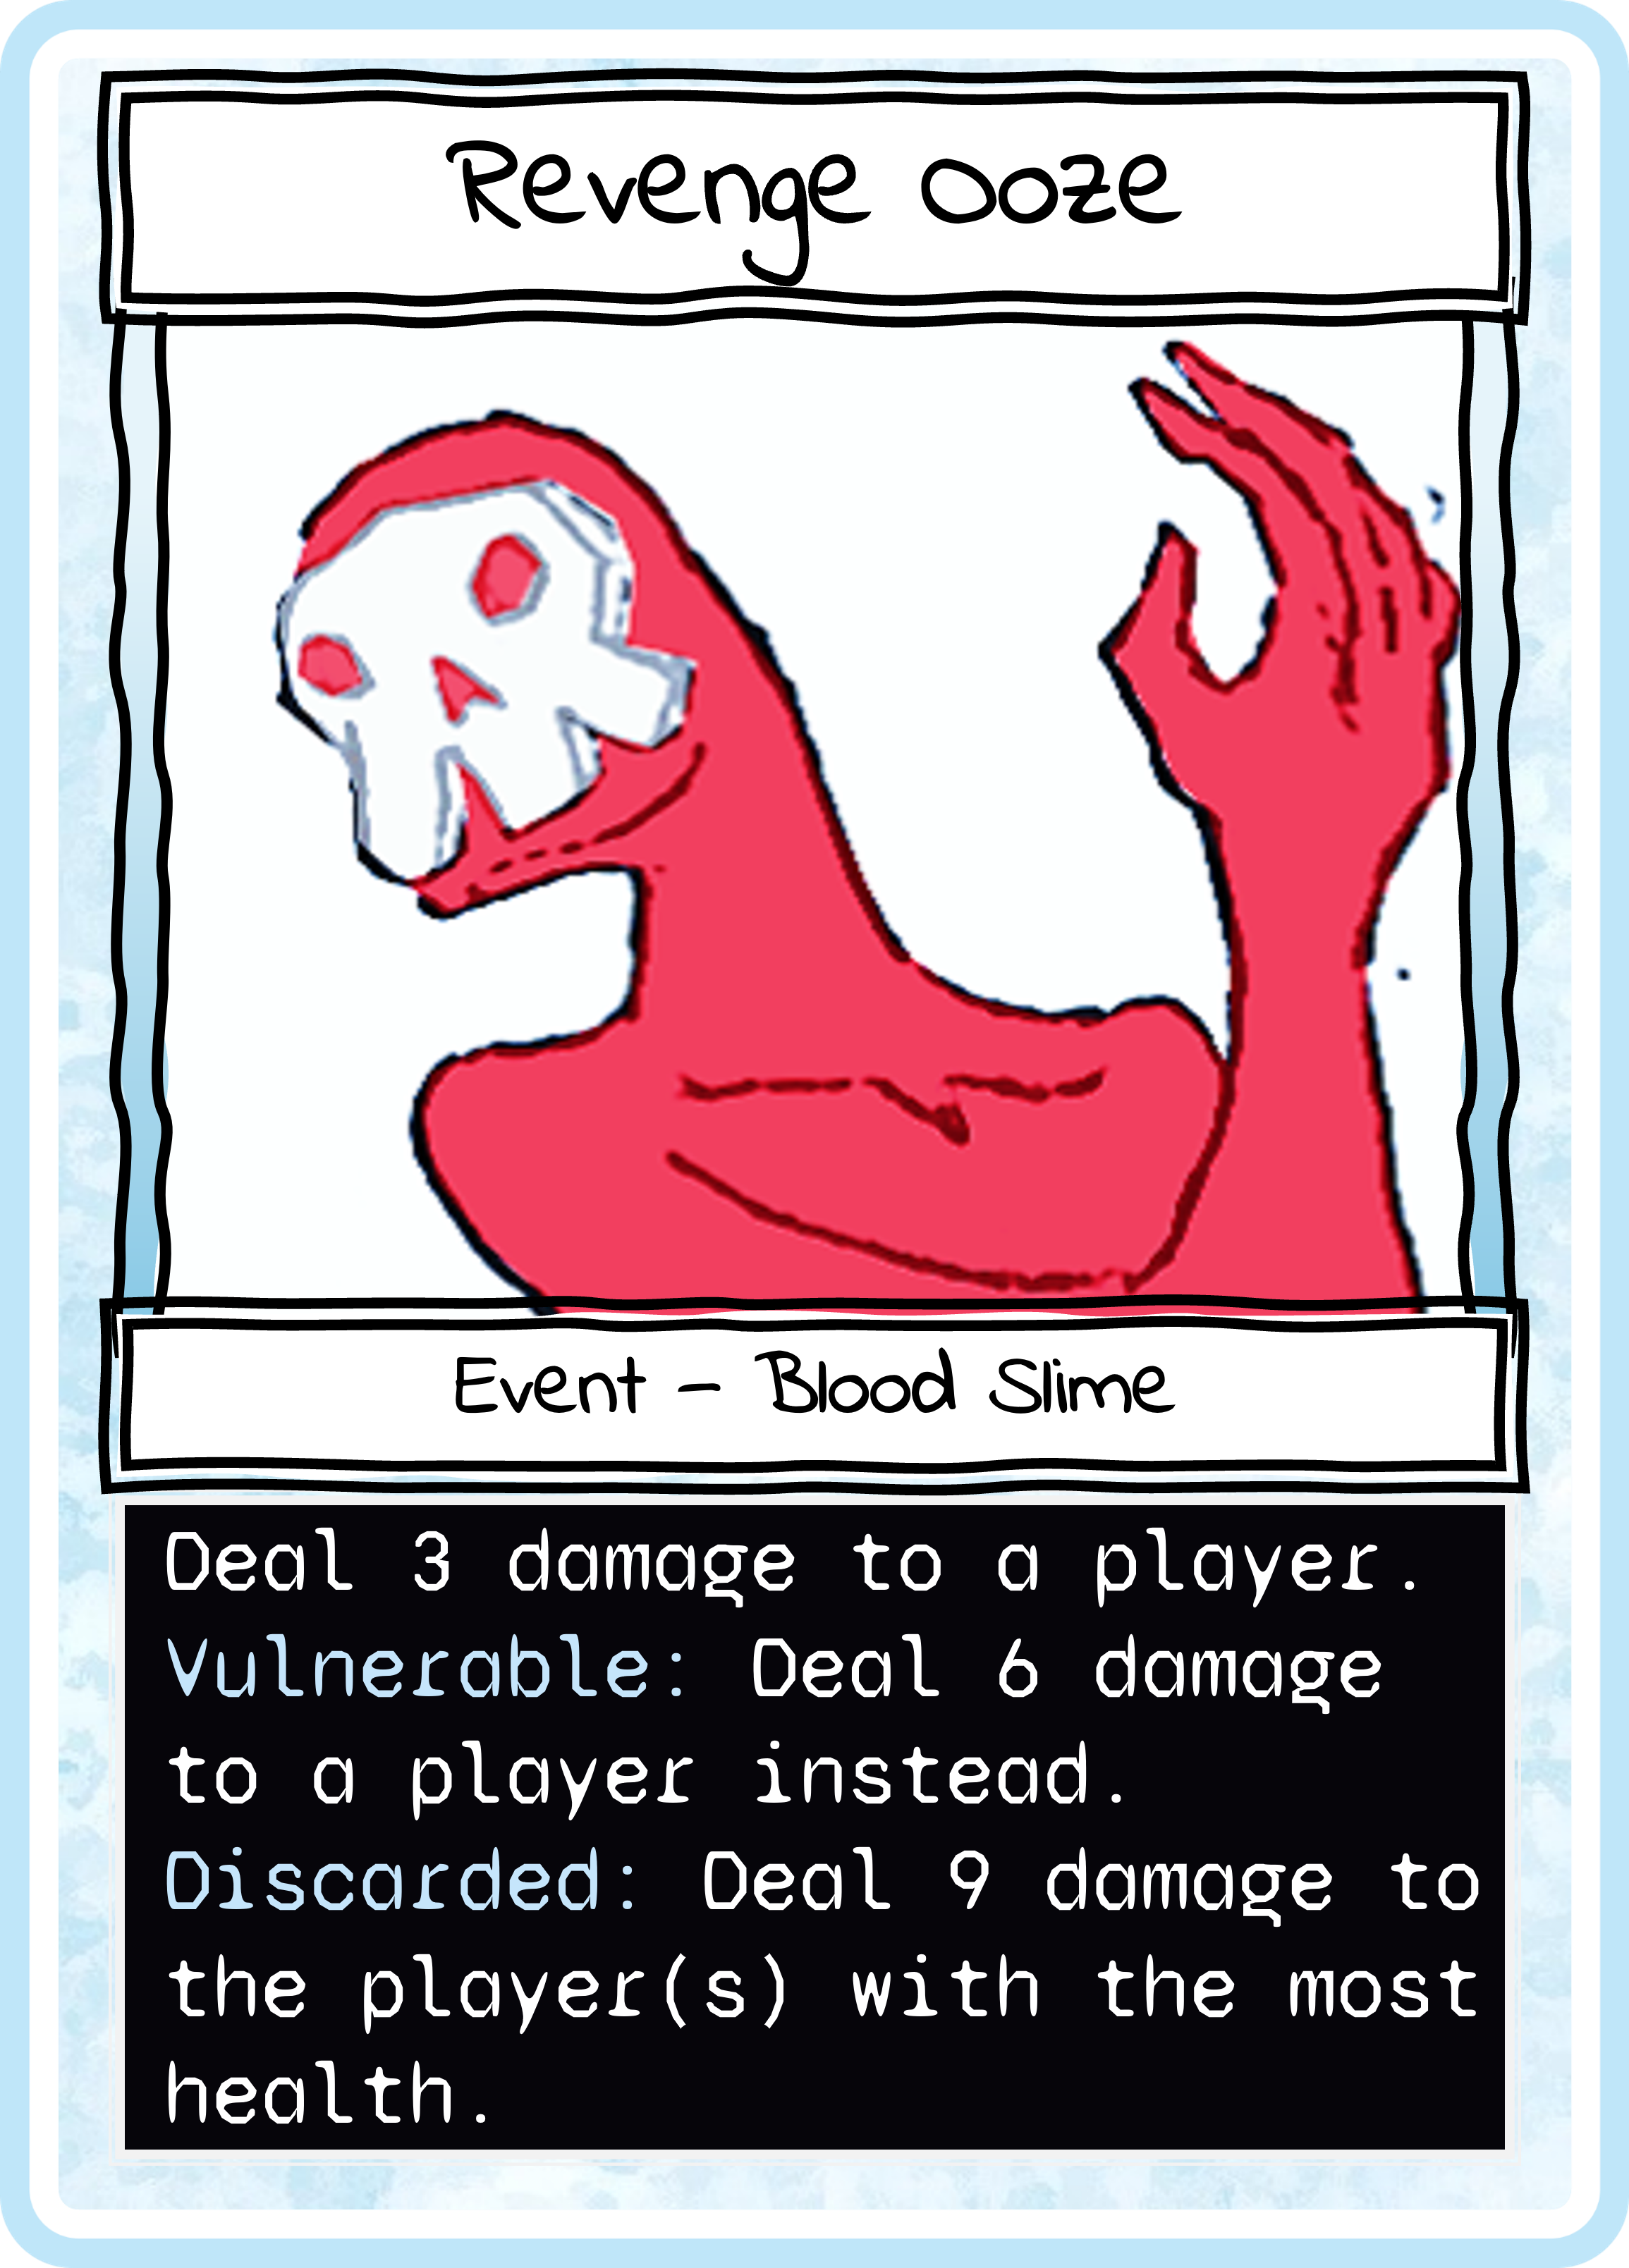 Revenge Ooze
Event - Blood Slime
Deal 3 damage to a player.
Vulnerable: Deal 6 damage
to a player instead.
Discarded: Deal 9 damage to
the player(s) with the most
health.